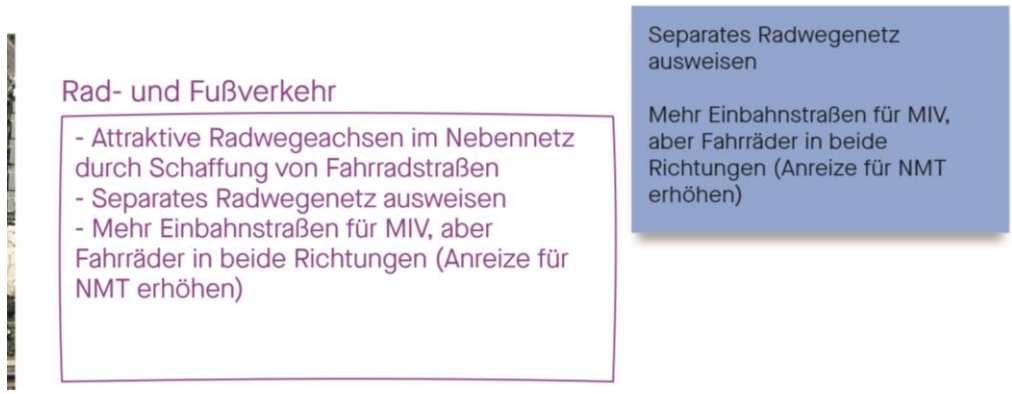 Rad- und Fußverkehr
- Attraktive Radwegeachsen im Nebennetz
durch Schaffung von Fahrradstraßen
- Separates Radwegenetz ausweisen
- Mehr Einbahnstraßen für MIV, aber
Fahrräder in beide Richtungen (Anreize für
NMT erhöhen)
Separates Radwegenetz
ausweisen
Mehr Einbahnstraßen für MIV,
aber Fahrräder in beide
Richtungen (Anreize für NMT
erhöhen)